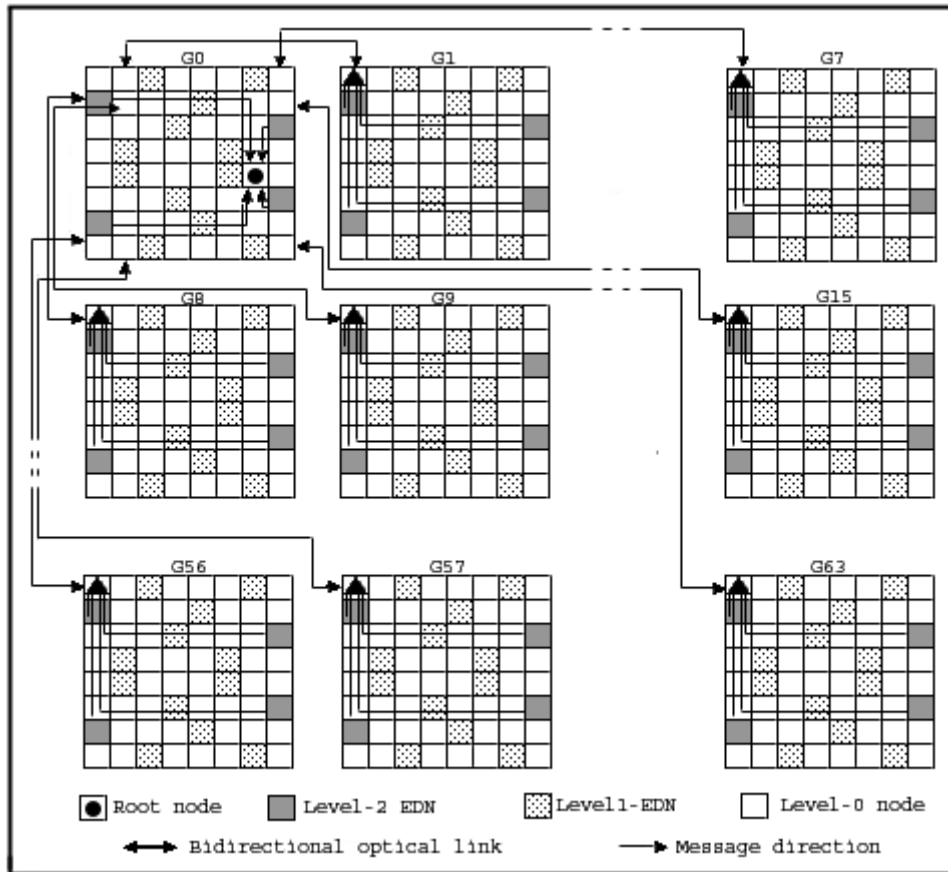 G0 G1 G7
G8 G9 G15
G56 G57 G63
Root node Level-2 EDN Level1-EDN Level-0 node
Bidirectional optical link Message direction